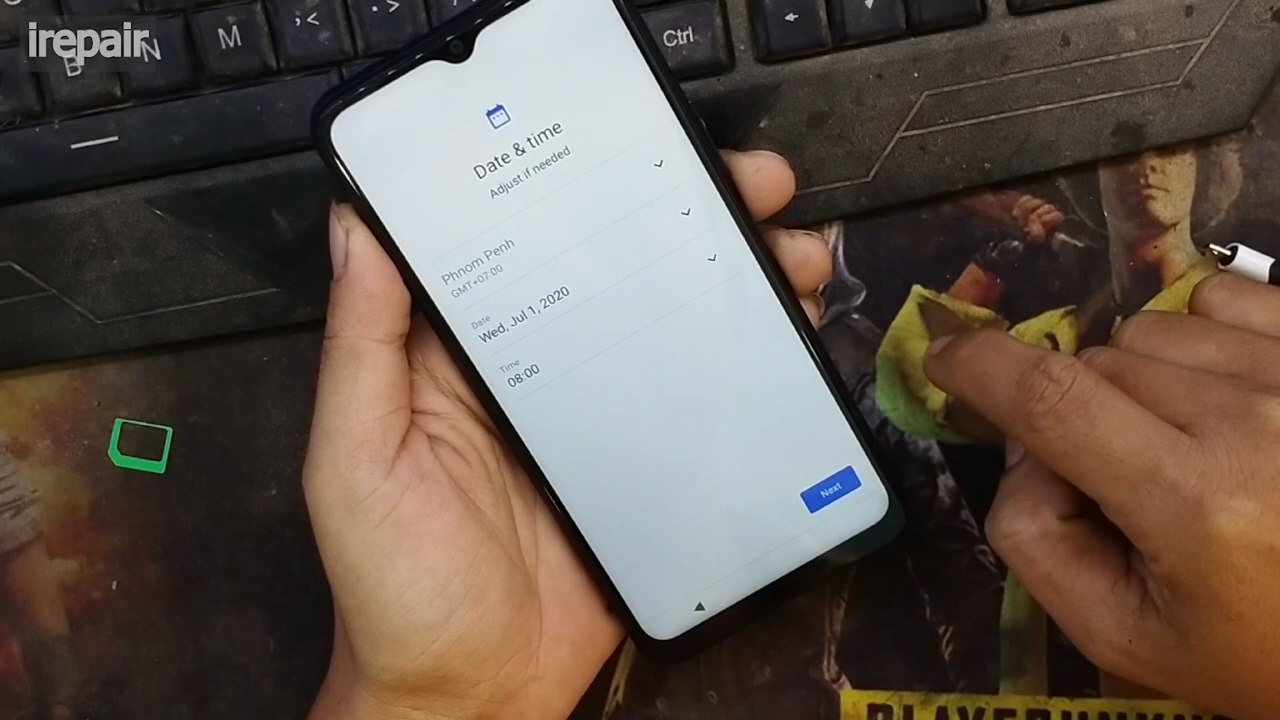 irepair
B
N
M
; <
: >
Ctrl
Date & time
Adjust if needed
Phnom Penh
GMT+07:00
Date
Wed, Jul 1, 2020
Time
08:00
Next